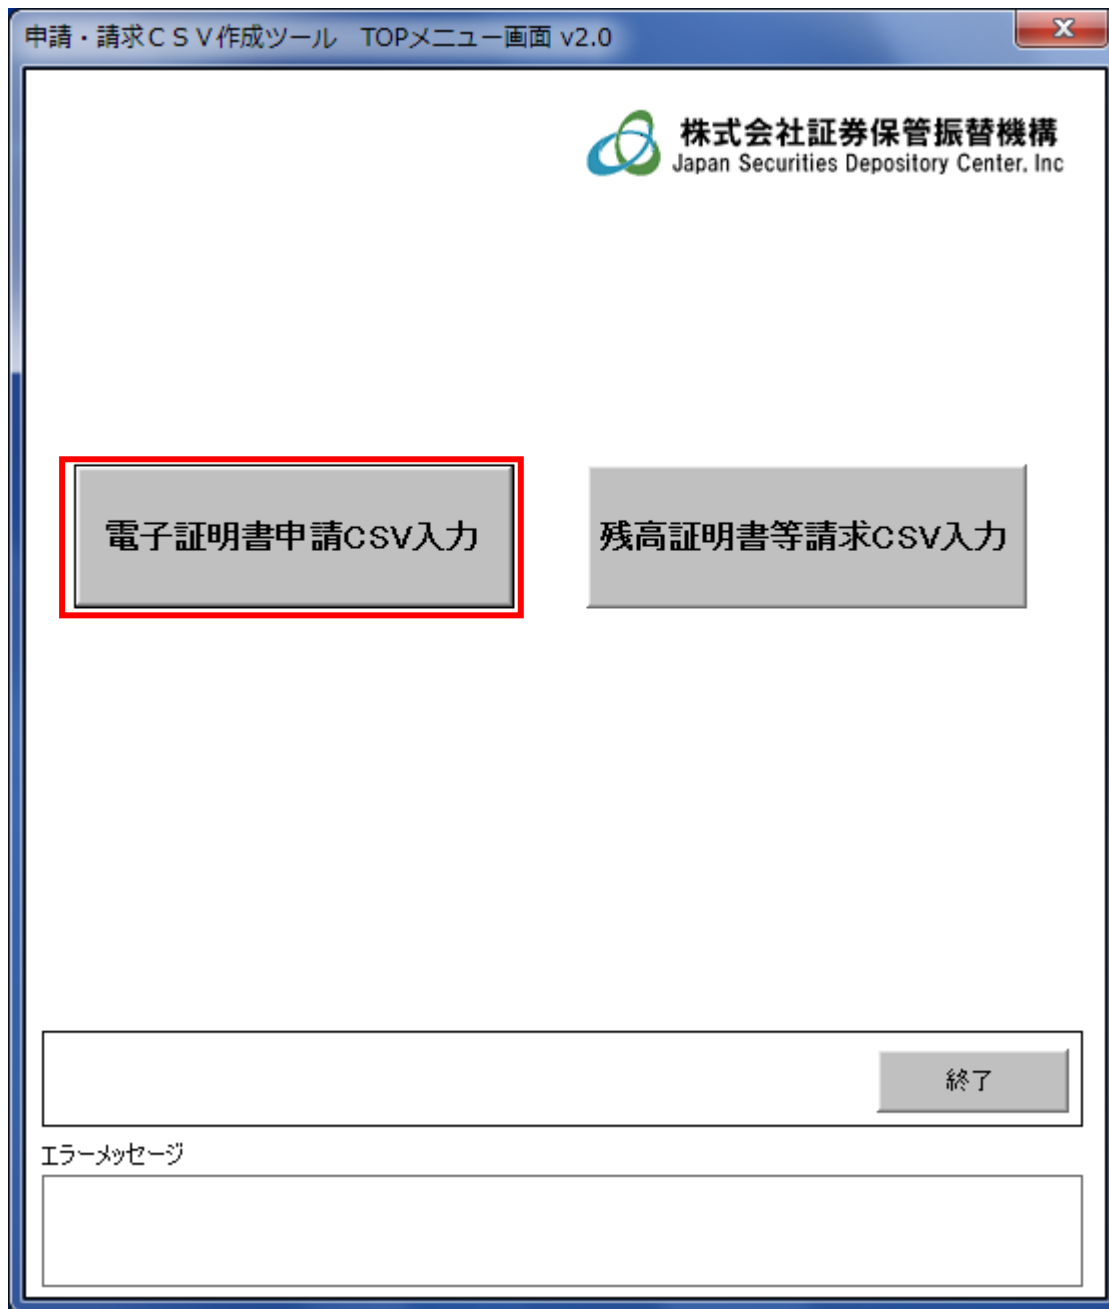 申請・請求ＣＳＶ作成ツール　TOPメニュー画面 v2.0
株式会社証券保管振替機構
Japan Securities Depository Center, Inc
電子証明書申請CSV入力
残高証明書等請求CSV入力
終了
エラーメッセージ